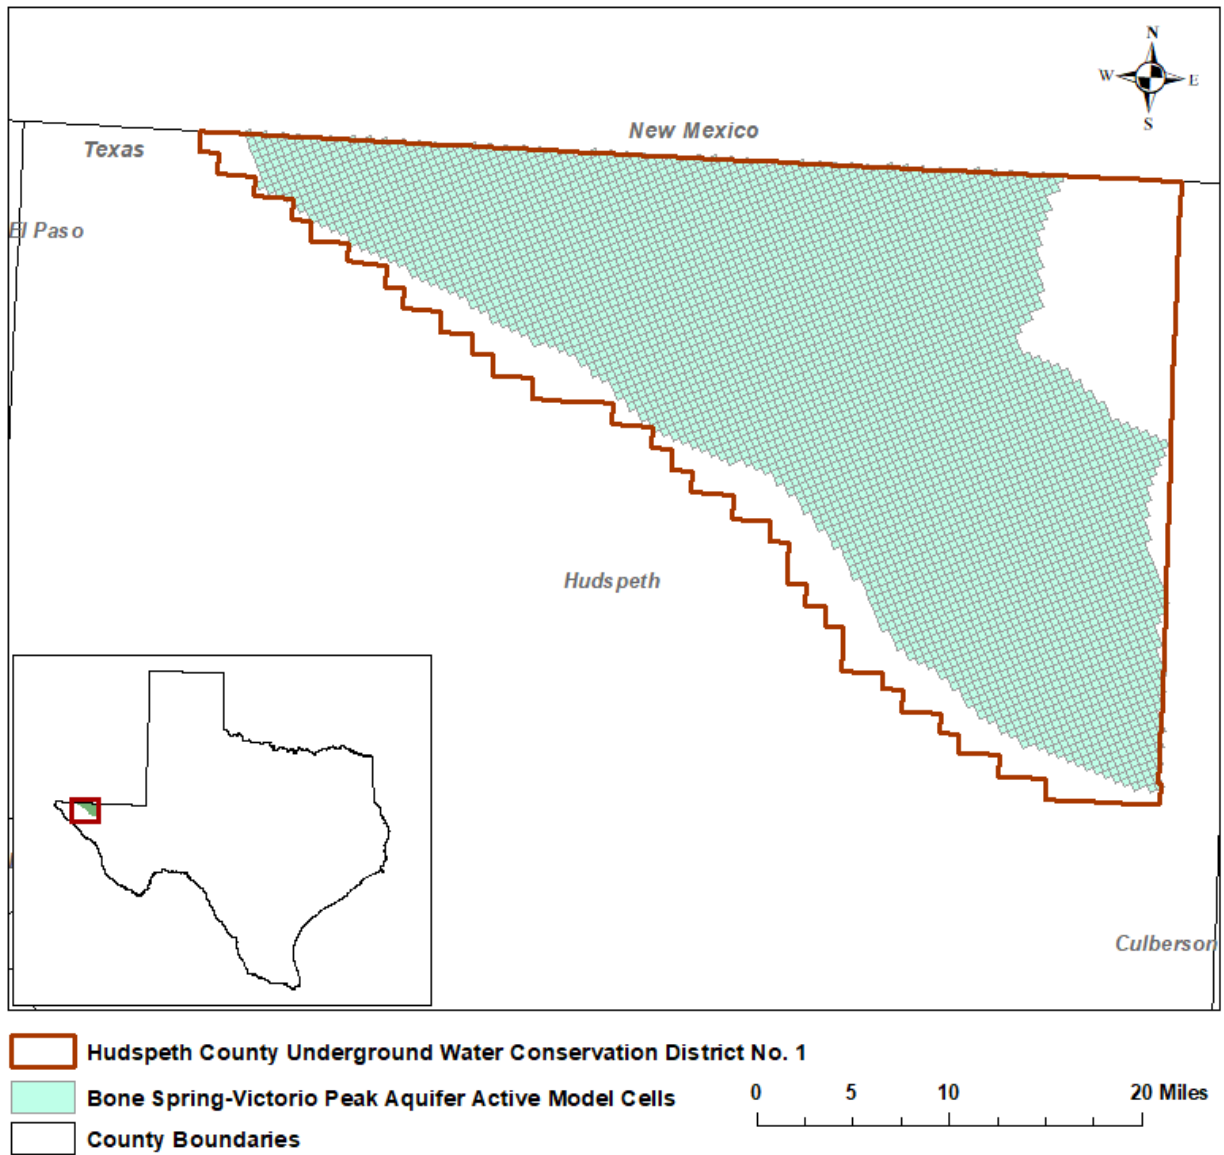 N
W E
S
New Mexico
Texas
El Paso
Hudspeth
Culberson
Hudspeth County Underground Water Conservation District No. 1
0 5 10 20 Miles
Bone Spring-Victorio Peak Aquifer Active Model Cells
County Boundaries